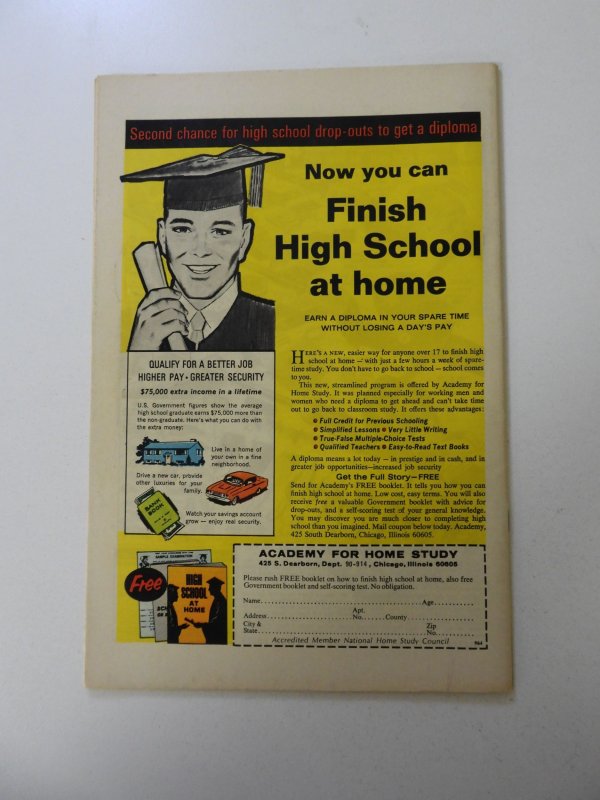 Second chance for high school drop-outs to get a diploma
Now you can
Finish
High School
at home
EARN A DIPLOMA IN YOUR SPARE TIME
WITHOUT LOSING A DAY'S PAY
QUALIFY FOR A BETTER JOB
HIGHER PAY • GREATER SECURITY
$75,000 extra income in a lifetime
U.S. Government figures show the average
high school graduate earns $75,000 more than
the non-graduate. Here's what you can do with
the extra money:
Live in a home of
your own in a fine
neighborhood.
Drive a new car, provide
other luxuries for your
family.
BANK
BOOK
Watch your savings account
grow — enjoy real security.
HERE'S A NEW, easier way for anyone over 17 to finish high
school at home — with just a few hours a week of spare-
time study. You don't have to go back to school — school comes
to you.
This new, streamlined program is offered by Academy for
Home Study. It was planned especially for working men and
women who need a diploma to get ahead and can't take time
out to go back to classroom study. It offers these advantages:
• Full Credit for Previous Schooling
• Simplified Lessons • Very Little Writing
• True-False Multiple-Choice Tests
• Qualified Teachers • Easy-to-Read Text Books
A diploma means a lot today — in prestige and in cash, and in
greater job opportunities—increased job security
Get the Full Story—FREE
Send for Academy's FREE booklet. It tells you how you can
finish high school at home. Low cost, easy terms. You will also
receive free a valuable Government booklet with advice for
drop-outs, and a self-scoring test of your general knowledge.
You may discover you are much closer to completing high
school than you imagined. Mail coupon below today. Academy,
425 South Dearborn, Chicago, Illinois 60605.
SAMPLE EXAMINATION
Free
HIGH
SCHOOL
AT
HOME
ACADEMY FOR HOME STUDY
425 S. Dearborn, Dept. 90-914, Chicago, Illinois 60605
Please rush FREE booklet on how to finish high school at home, also free
Government booklet and self-scoring test. No obligation.
Name Age
Address Apt. No. County
City & State Zip No.
Accredited Member National Home Study Council